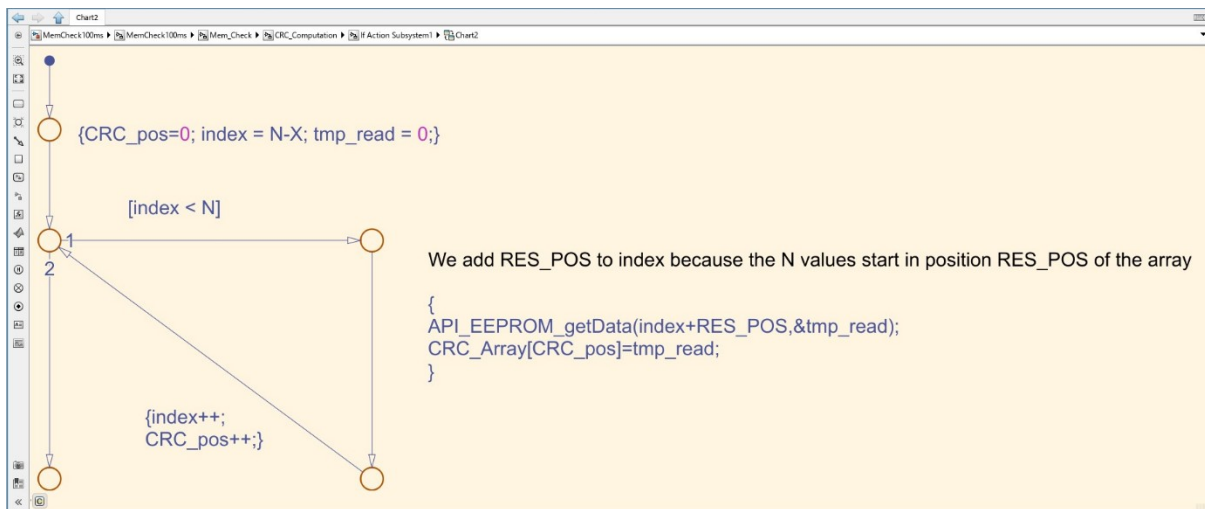 Chart2
MemCheck100ms ▶ MemCheck100ms ▶ Mem_Check ▶ CRC_Computation ▶ If Action Subsystem1 ▶ Chart2
{CRC_pos=0; index = N-X; tmp_read = 0;}
[index < N]
1
2
We add RES_POS to index because the N values start in position RES_POS of the array
{
API_EEPROM_getData(index+RES_POS,&tmp_read);
CRC_Array[CRC_pos]=tmp_read;
}
{index++;
CRC_pos++;}
C